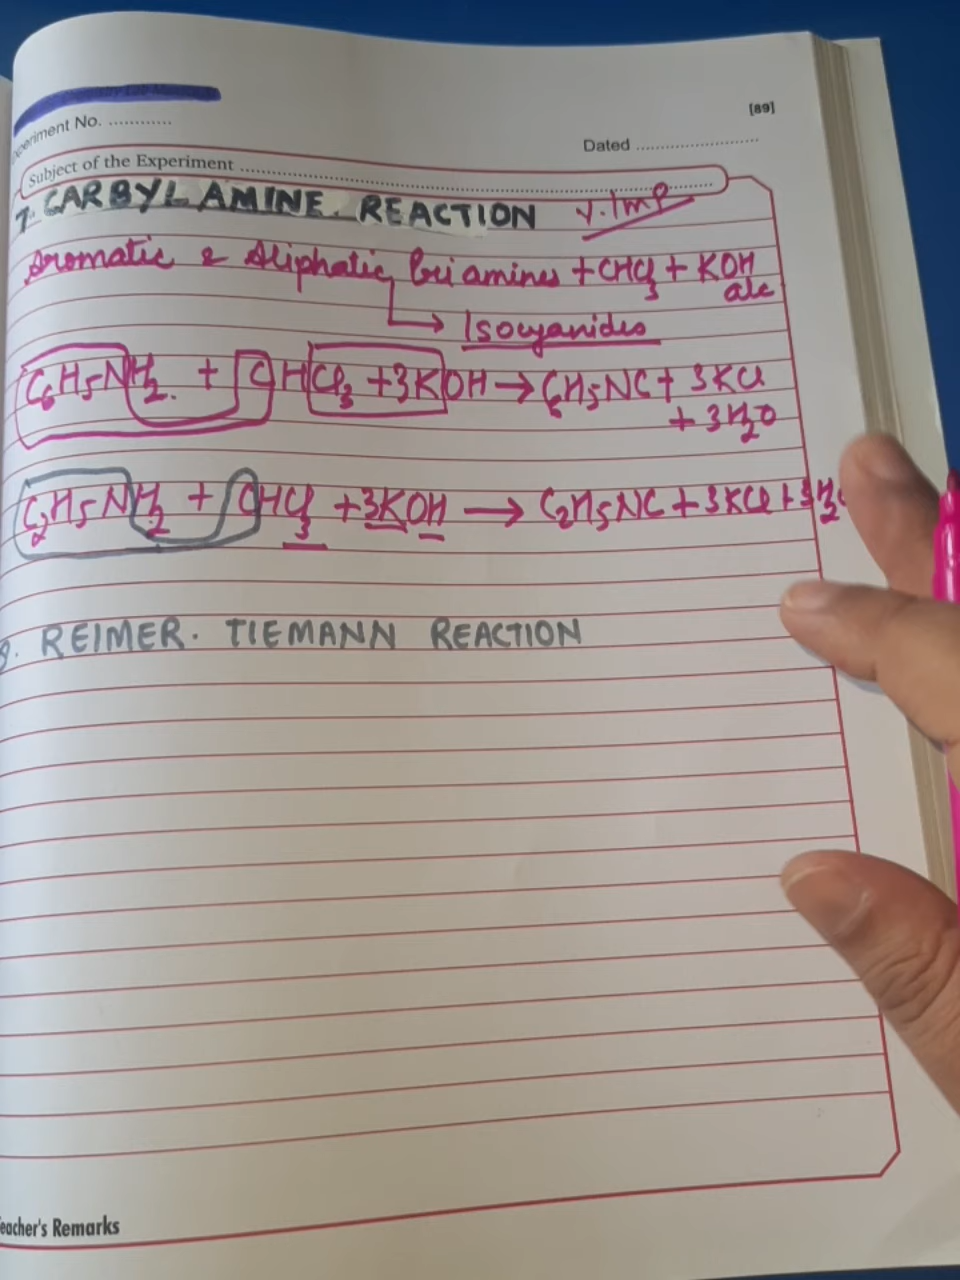 [89]
Experiment No. ............
Dated ........................
Subject of the Experiment ........................
7. CARBYLAMINE REACTION V.Imp
Aromatic & Aliphatic pri amines + CHCl3 + KOH
alc
Isocyanides
C6H5NH2 + CHCl3 + 3KOH → C6H5NC + 3KCl
+ 3H2O
C2H5NH2 + CHCl3 + 3KOH → C2H5NC + 3KCl + 3H2O
8. REIMER. TIEMANN REACTION
Teacher's Remarks